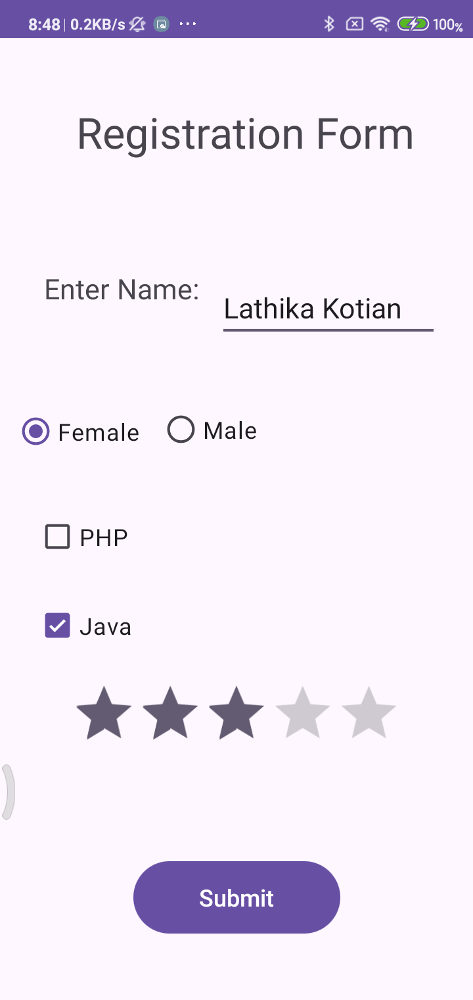 8:48 0.2KB/s ... 100%
Registration Form
Enter Name:
Lathika Kotian
Female Male
PHP
Java
Submit